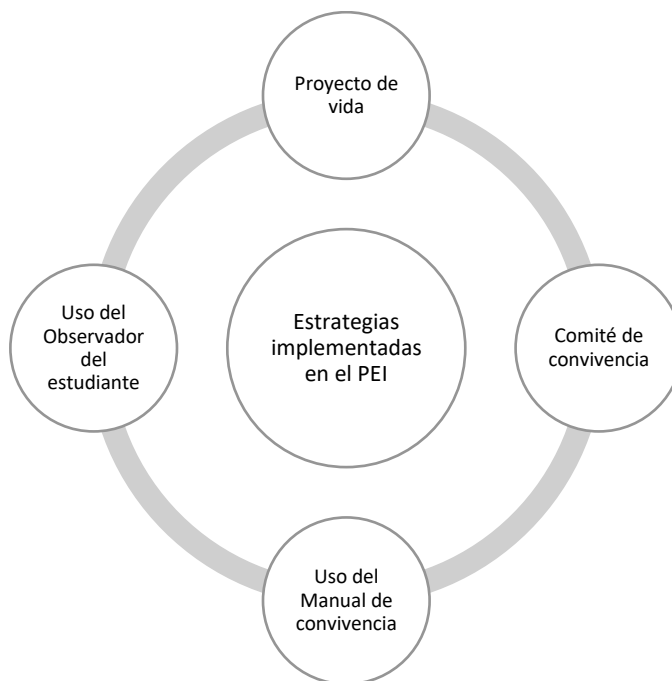 Proyecto de
vida
Uso del
Observador
del
estudiante
Estrategias
implementadas
en el PEI
Comité de
convivencia
Uso del
Manual de
convivencia